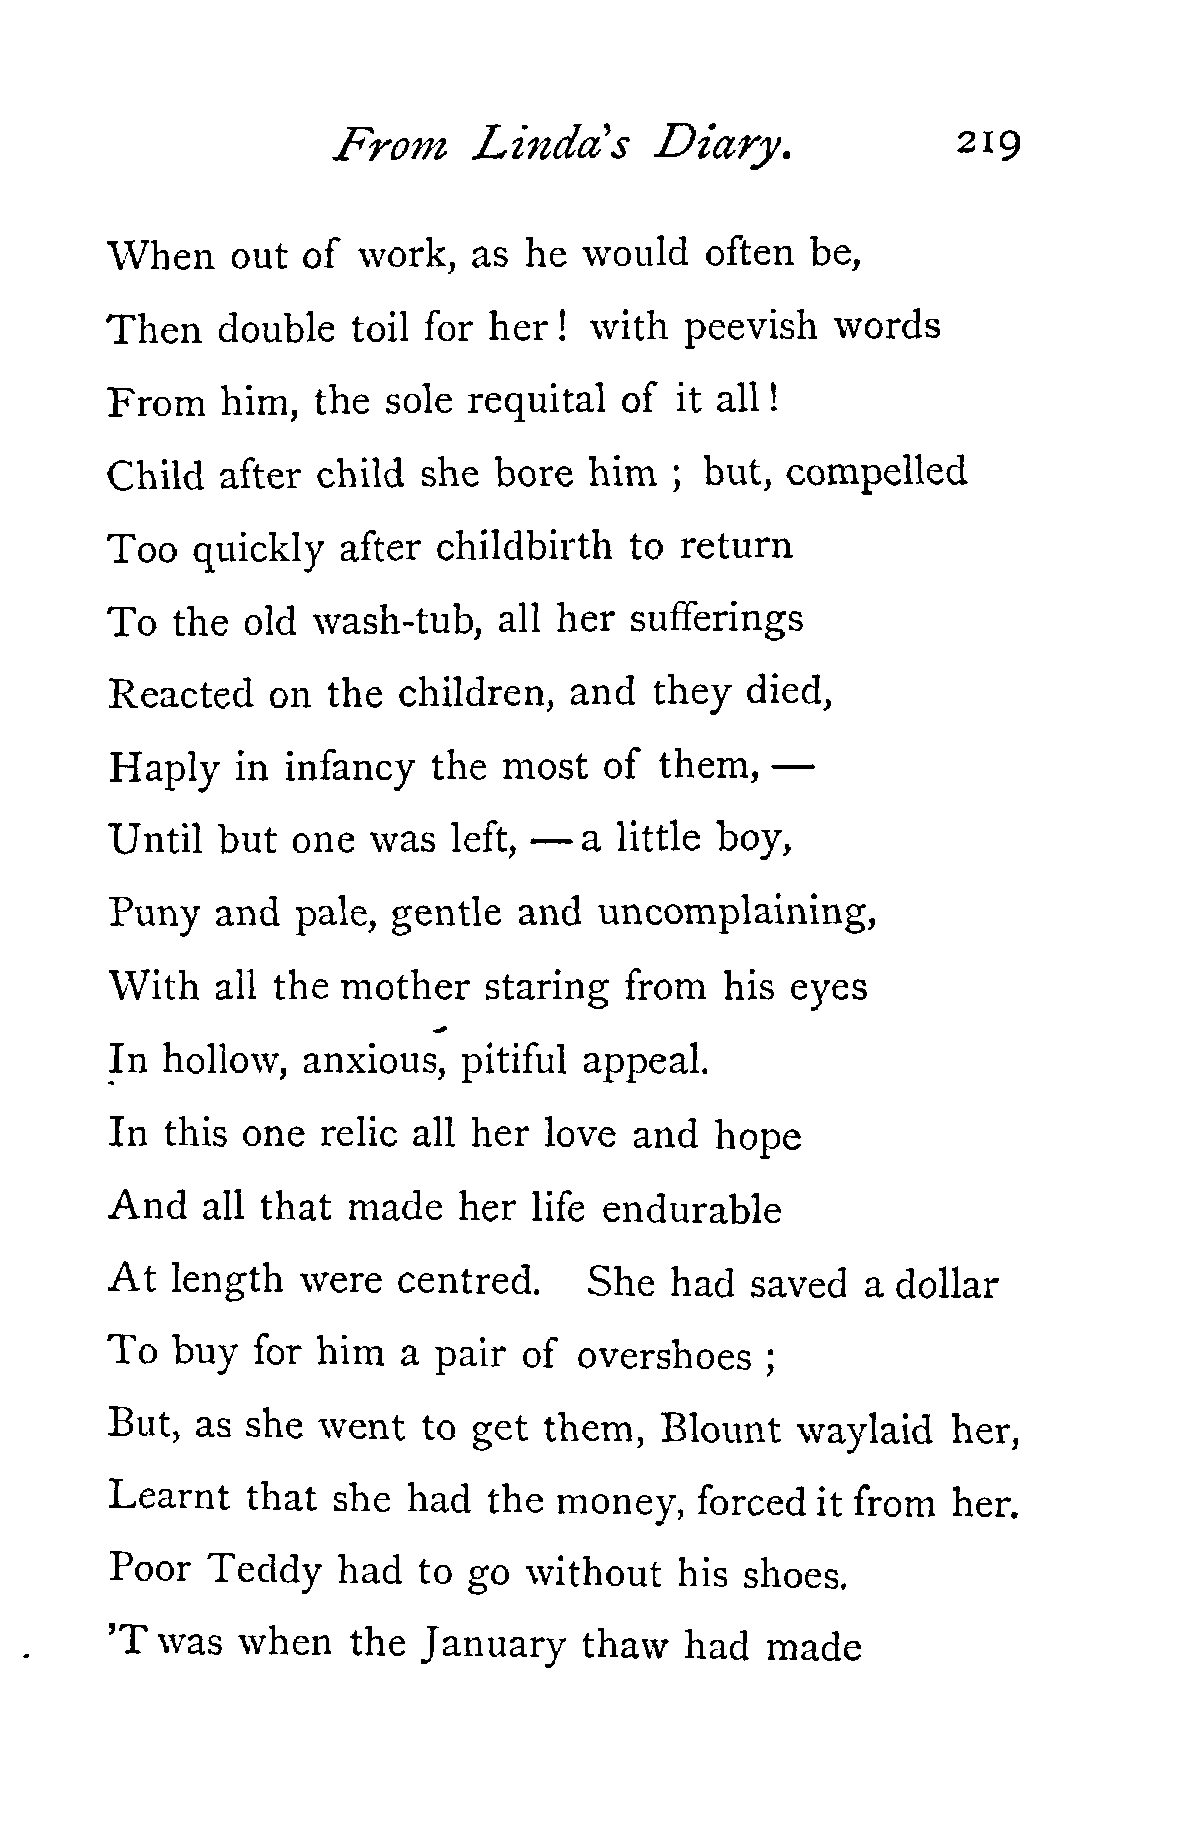 From Linda's Diary. 219
When out of work, as he would often be,
Then double toil for her! with peevish words
From him, the sole requital of it all!
Child after child she bore him ; but, compelled
Too quickly after childbirth to return
To the old wash-tub, all her sufferings
Reacted on the children, and they died,
Haply in infancy the most of them, —
Until but one was left, — a little boy,
Puny and pale, gentle and uncomplaining,
With all the mother staring from his eyes
In hollow, anxious, pitiful appeal.
In this one relic all her love and hope
And all that made her life endurable
At length were centred. She had saved a dollar
To buy for him a pair of overshoes ;
But, as she went to get them, Blount waylaid her,
Learnt that she had the money, forced it from her.
Poor Teddy had to go without his shoes.
'T was when the January thaw had made